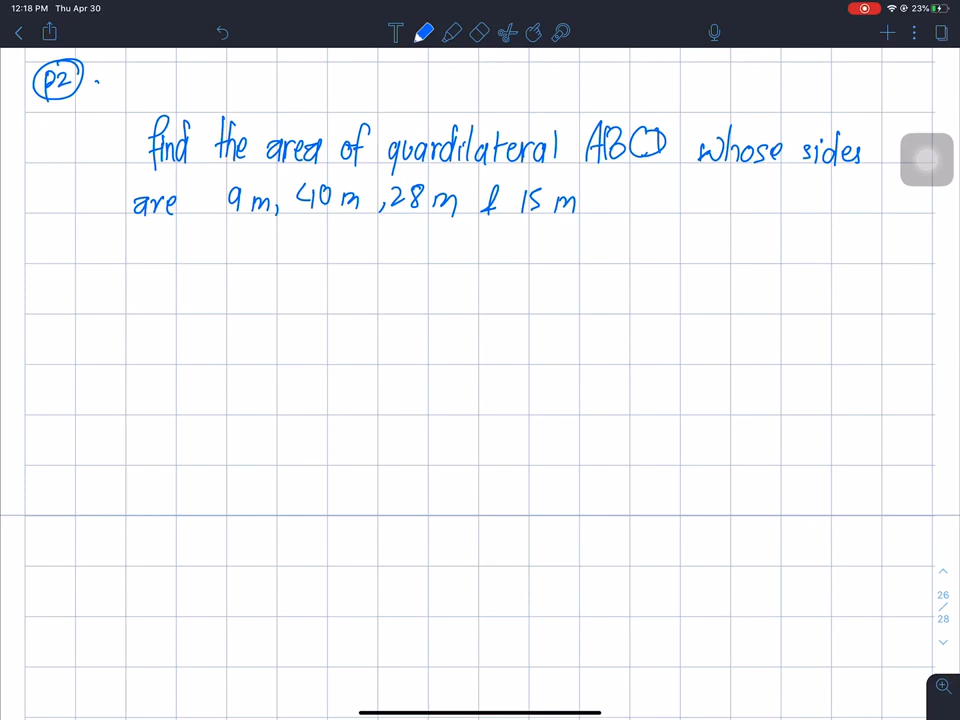 12:18 PM Thu Apr 30
23%
T
P2 .
find the area of quardilateral ABCD whose sides
are 9 m, 40 m ,28 m & 15 m
26
/
28